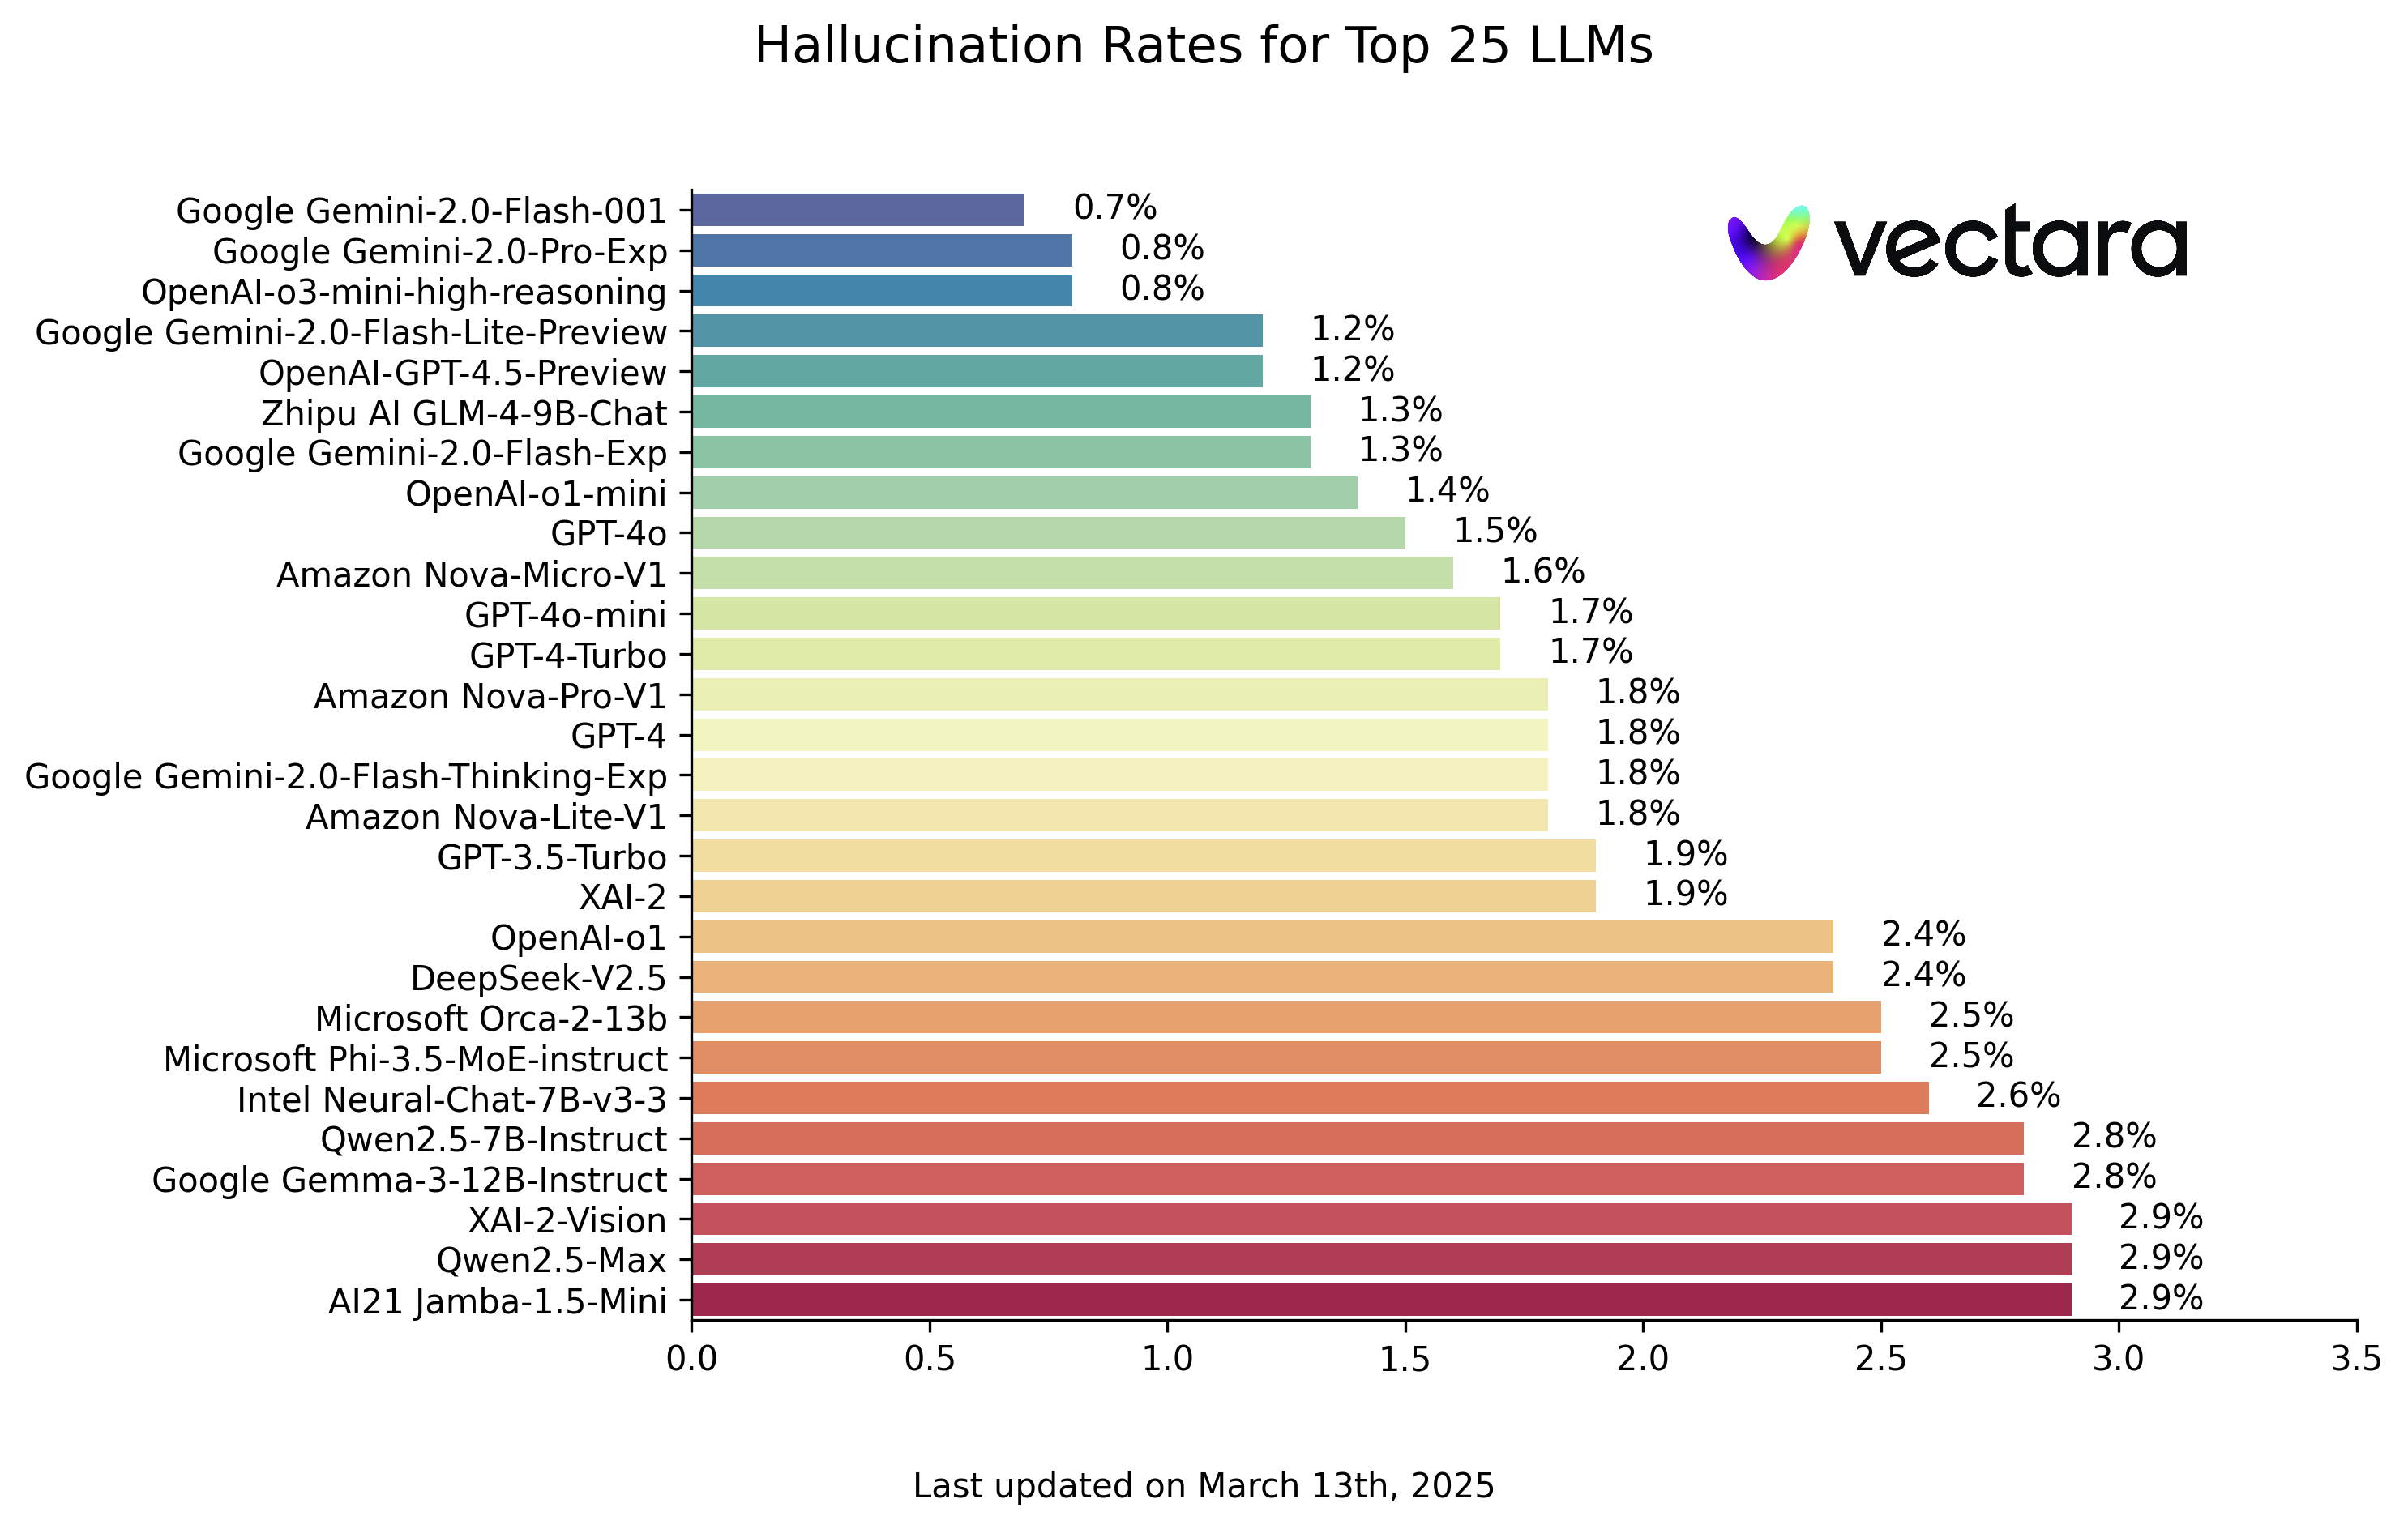 Hallucination Rates for Top 25 LLMs
vectara
Google Gemini-2.0-Flash-001 0.7%
Google Gemini-2.0-Pro-Exp 0.8%
OpenAI-o3-mini-high-reasoning 0.8%
Google Gemini-2.0-Flash-Lite-Preview 1.2%
OpenAI-GPT-4.5-Preview 1.2%
Zhipu AI GLM-4-9B-Chat 1.3%
Google Gemini-2.0-Flash-Exp 1.3%
OpenAI-o1-mini 1.4%
GPT-4o 1.5%
Amazon Nova-Micro-V1 1.6%
GPT-4o-mini 1.7%
GPT-4-Turbo 1.7%
Amazon Nova-Pro-V1 1.8%
GPT-4 1.8%
Google Gemini-2.0-Flash-Thinking-Exp 1.8%
Amazon Nova-Lite-V1 1.8%
GPT-3.5-Turbo 1.9%
XAI-2 1.9%
OpenAI-o1 2.4%
DeepSeek-V2.5 2.4%
Microsoft Orca-2-13b 2.5%
Microsoft Phi-3.5-MoE-instruct 2.5%
Intel Neural-Chat-7B-v3-3 2.6%
Qwen2.5-7B-Instruct 2.8%
Google Gemma-3-12B-Instruct 2.8%
XAI-2-Vision 2.9%
Qwen2.5-Max 2.9%
AI21 Jamba-1.5-Mini 2.9%
0.0 0.5 1.0 1.5 2.0 2.5 3.0 3.5
Last updated on March 13th, 2025